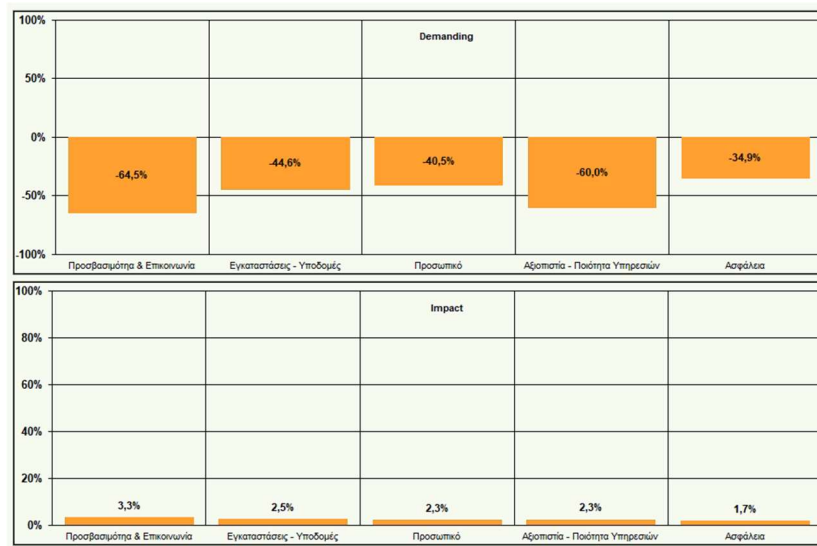 100%
Demanding
50%
0%
-64,5% -44,6% -40,5% -60,0% -34,9%
-50%
-100%
Προσβασιμότηα & Επικοινωνία Εγκαταστάσεις - Υποδομές Προσωπικό Αξιοπιστία - Ποιότητα Υπηρεσιών Ασφάλεια
100%
Impact
80%
60%
40%
20%
3,3% 2,5% 2,3% 2,3% 1,7%
0%
Προσβασιμότηα & Επικοινωνία Εγκαταστάσεις - Υποδομές Προσωπικό Αξιοπιστία - Ποιότητα Υπηρεσιών Ασφάλεια